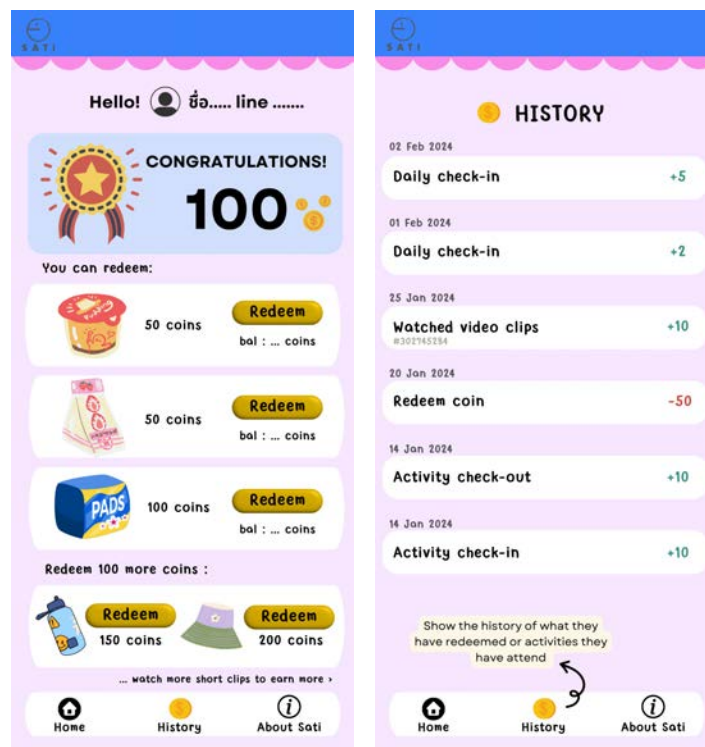 SATI
Hello! ชื่อ..... line .......
CONGRATULATIONS!
100
You can redeem:
50 coins
Redeem
bal : ... coins
50 coins
Redeem
bal : ... coins
PADS
100 coins
Redeem
bal : ... coins
Redeem 100 more coins :
Redeem
150 coins
Redeem
200 coins
... watch more short clips to earn more ›
Home
History
About Sati
SATI
HISTORY
02 Feb 2024
Daily check-in +5
01 Feb 2024
Daily check-in +2
25 Jan 2024
Watched video clips +10
#302745284
20 Jan 2024
Redeem coin -50
14 Jan 2024
Activity check-out +10
14 Jan 2024
Activity check-in +10
Show the history of what they
have redeemed or activities they
have attend
Home
History
About Sati